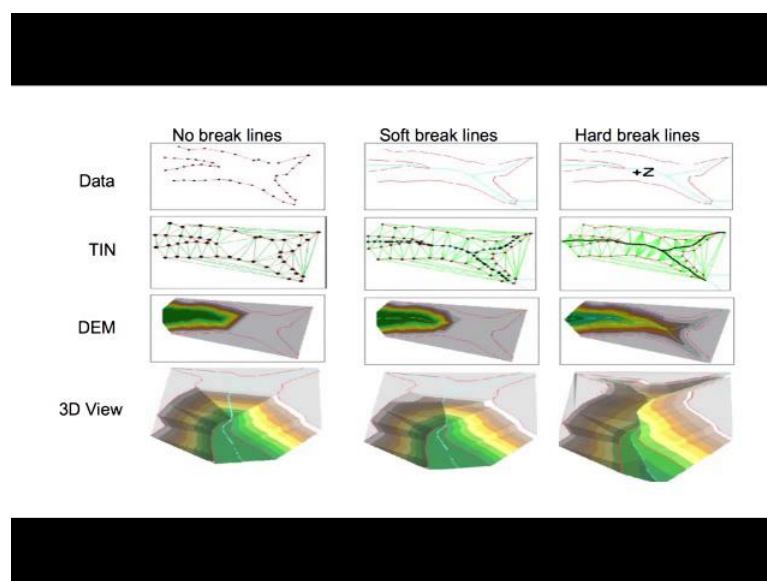 No break lines Soft break lines Hard break lines
Data
+Z
TIN
DEM
3D View